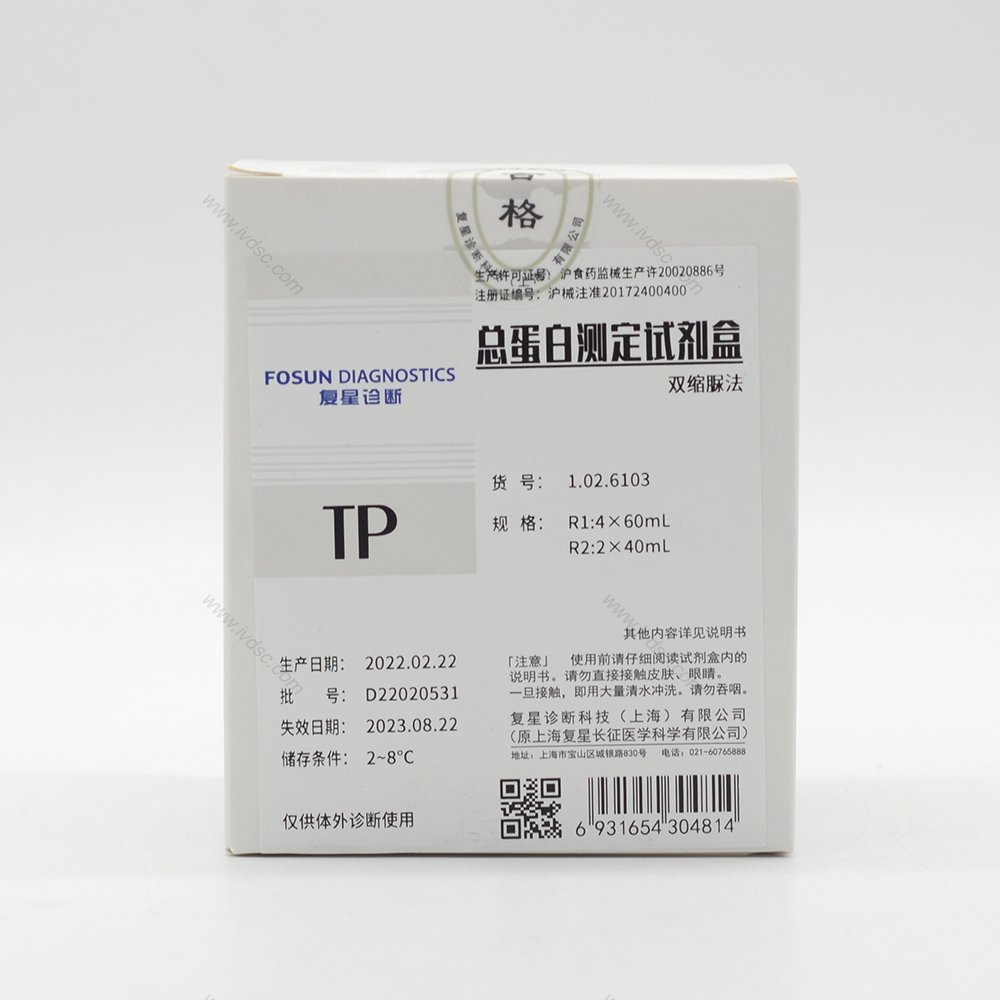 格
复星诊断科
有限公司
生产许可证号：沪食药监械生产许20020886号
注册证编号：沪械注准20172400400
总蛋白测定试剂盒
双缩脲法
FOSUN DIAGNOSTICS
复星诊断
TP
货 号： 1.02.6103
规 格： R1:4×60mL
R2:2×40mL
生产日期： 2022.02.22
批 号： D22020531
失效日期： 2023.08.22
储存条件： 2~8℃
仅供体外诊断使用
其他内容详见说明书
「注意」 使用前请仔细阅读试剂盒内的
说明书。请勿直接接触皮肤、眼睛。
一旦接触，即用大量清水冲洗。请勿吞咽。
复星诊断科技（上海）有限公司
（原上海复星长征医学科学有限公司）
地址：上海市宝山区城银路830号 电话：021-60765888
6 931654 304814
www.ivdsc.com
www.ivdsc.com
www.ivdsc.com
www.ivdsc.com